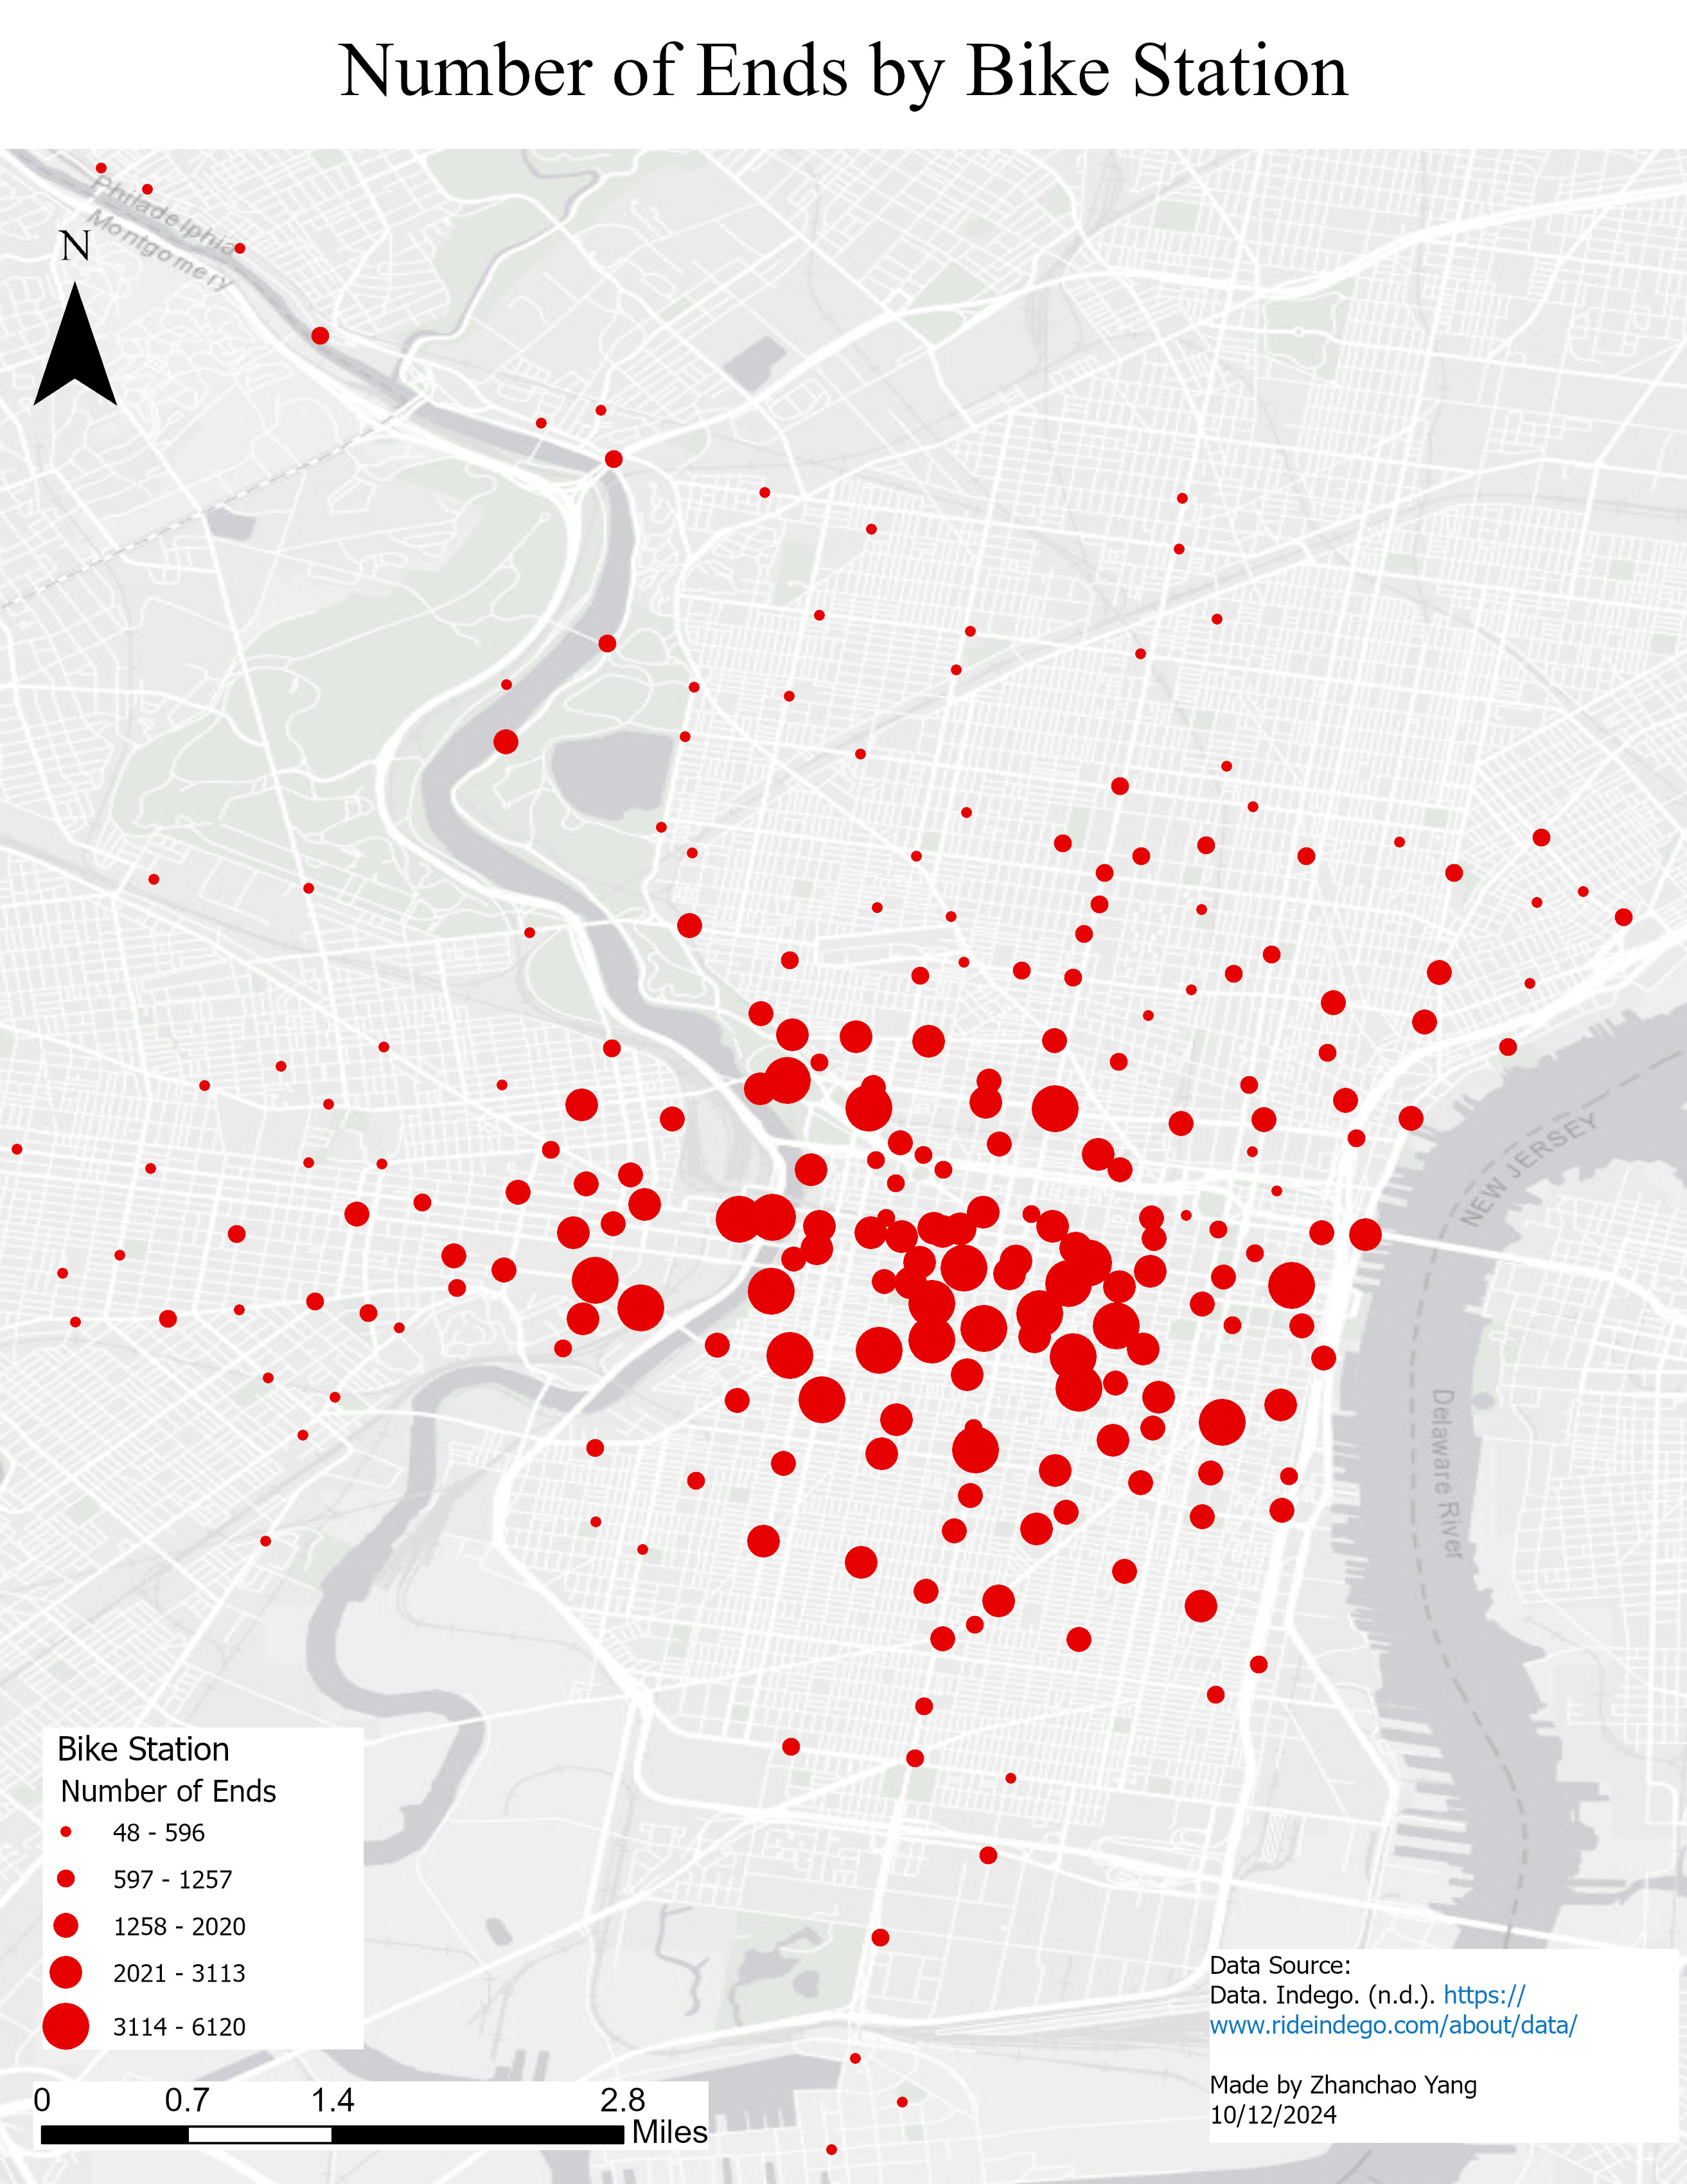 Number of Ends by Bike Station
Philadelphia
Montgomery
N
NEW JERSEY
Delaware River
Bike Station
Number of Ends
48 - 596
597 - 1257
1258 - 2020
2021 - 3113
3114 - 6120
0 0.7 1.4 2.8
Miles
Data Source:
Data. Indego. (n.d.). https://
www.rideindego.com/about/data/
Made by Zhanchao Yang
10/12/2024